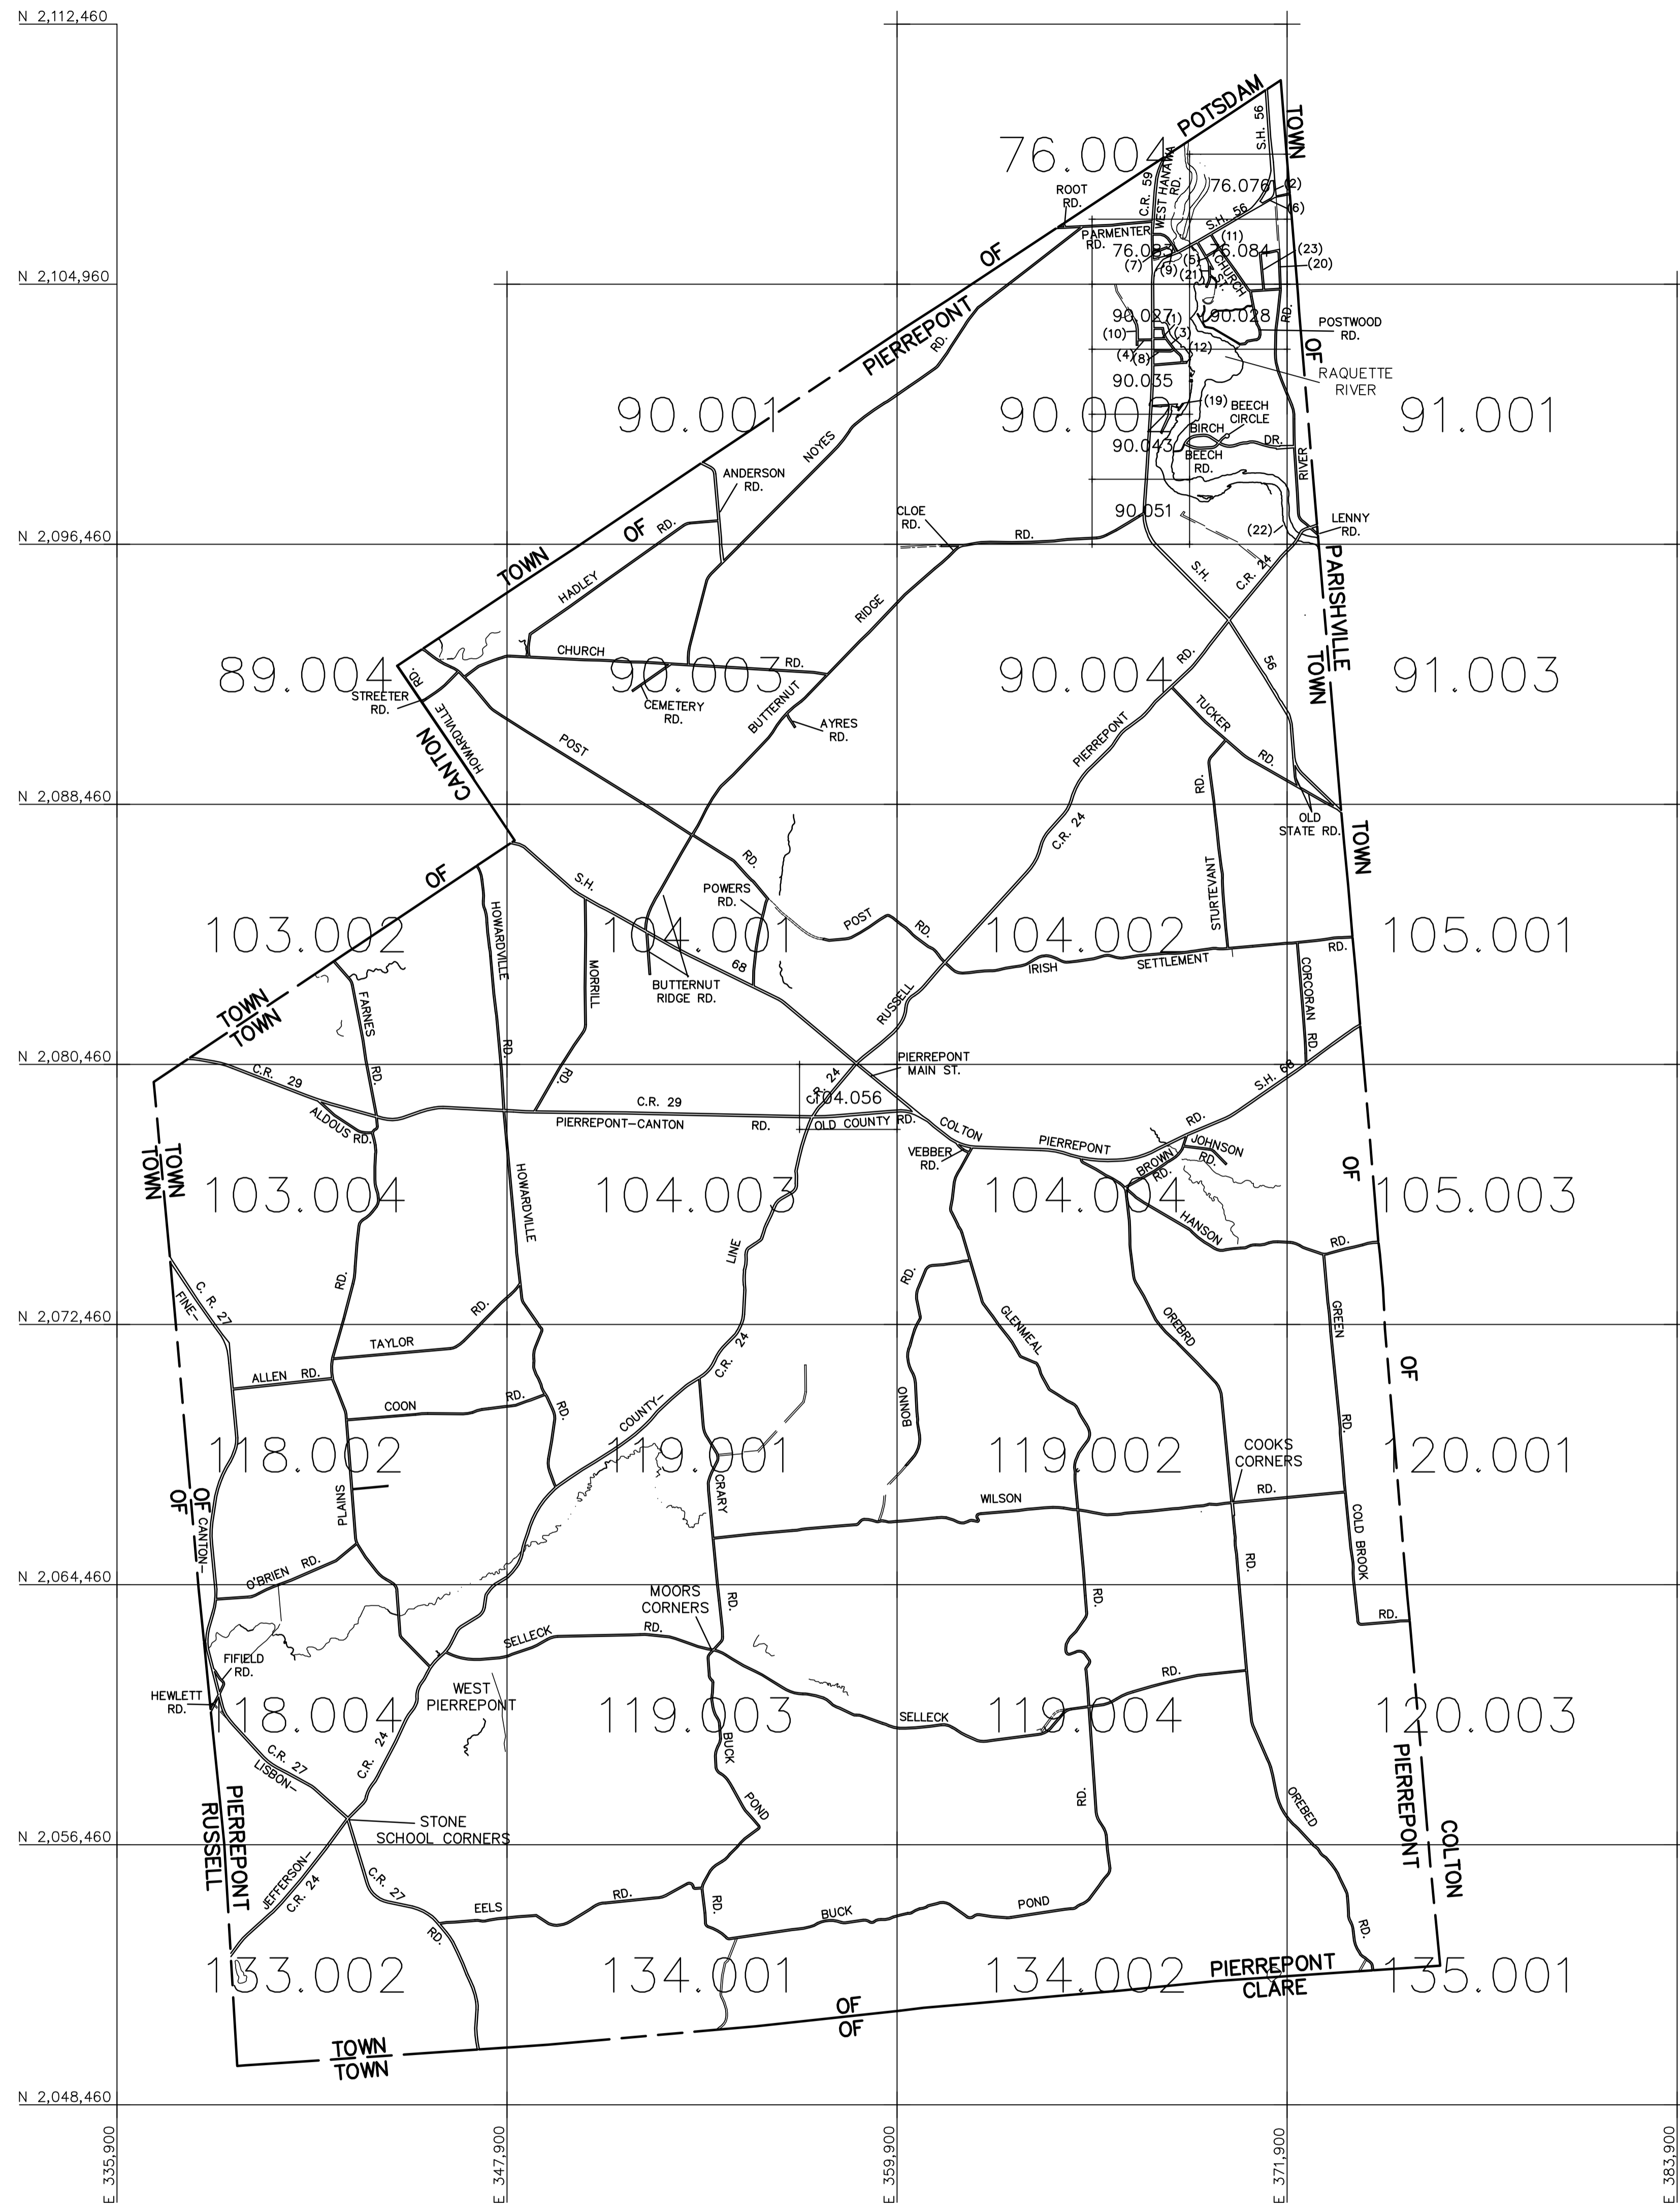 N 2,112,460
POTSDAM
TOWN
S.H. 56
76.004
C.R. 59
WEST HANAWA
RD.
76.076
(2)
(6)
ROOT
RD.
S.H. 56
PARMENTER
RD.
76.083
76.084
(11)
(7)
(9)
(5)
(21)
CHURCH
ST.
(23)
(20)
OF
N 2,104,960
PIERREPONT
RD.
90.027
(1)
(3)
90.028
RD.
POSTWOOD
RD.
(10)
(4)
(8)
(12)
OF
RAQUETTE
RIVER
90.035
90.001
90.002
(19)
BEECH
CIRCLE
91.001
NOYES
BIRCH
DR.
90.043
BEECH
RD.
RIVER
ANDERSON
RD.
CLOE
RD.
90.051
LENNY
RD.
(22)
OF
RD.
RD.
N 2,096,460
TOWN
HADLEY
S.H.
C.R. 24
PARISHVILLE
TOWN
RIDGE
CHURCH
RD.
RD.
56
89.004
90.003
90.004
91.003
RD.
STREETER
RD.
HOWARDVILLE
CEMETERY
RD.
BUTTERNUT
AYRES
RD.
TUCKER
RD.
CANTON
POST
PIERREPONT
RD.
N 2,088,460
C.R. 24
OLD
STATE RD.
TOWN
OF
S.H.
RD.
POWERS
RD.
STURTEVANT
POST
RD.
103.002
HOWARDVILLE
104.001
104.002
105.001
68
IRISH
SETTLEMENT
RD.
MORRILL
BUTTERNUT
RIDGE RD.
CORCORAN
RD.
TOWN
TOWN
FARNES
RUSSELL
N 2,080,460
C.R. 29
RD.
RD.
RD.
PIERREPONT
MAIN ST.
C.R. 24
104.056
S.H. 68
C.R. 29
PIERREPONT-CANTON
RD.
OLD COUNTY RD.
ALDOUS RD.
COLTON
PIERREPONT
RD.
VEBBER
RD.
BROWN
RD.
JOHNSON
RD.
OF
TOWN
TOWN
103.004
HOWARDVILLE
104.003
104.004
105.003
HANSON
RD.
LINE
RD.
RD.
C. R. 27
FINE-
N 2,072,460
RD.
TAYLOR
GLENMEAL
OREBRD
GREEN
C.R. 24
ALLEN RD.
COON
RD.
RD.
COUNTY-
BONNO
RD.
OF
118.002
119.001
119.002
120.001
COOKS
CORNERS
RD.
OF
OF
CANTON-
PLAINS
CRARY
WILSON
COLD BROOK
O'BRIEN RD.
N 2,064,460
RD.
MOORS
CORNERS
RD.
RD.
RD.
SELLECK
RD.
FIFIELD
RD.
HEWLETT
RD.
118.004
WEST
PIERREPONT
119.003
SELLECK
119.004
RD.
120.003
C.R. 24
BUCK
C.R. 27
LISBON-
PIERREPONT
RUSSELL
POND
RD.
OREBED
PIERREPONT
COLTON
STONE
SCHOOL CORNERS
N 2,056,460
JEFFERSON-
C.R. 24
C.R. 27
EELS
RD.
RD.
BUCK
POND
RD.
RD.
133.002
134.001
134.002
PIERREPONT
CLARE
135.001
OF
OF
TOWN
TOWN
N 2,048,460
E 335,900
E 347,900
E 359,900
E 371,900
E 383,900